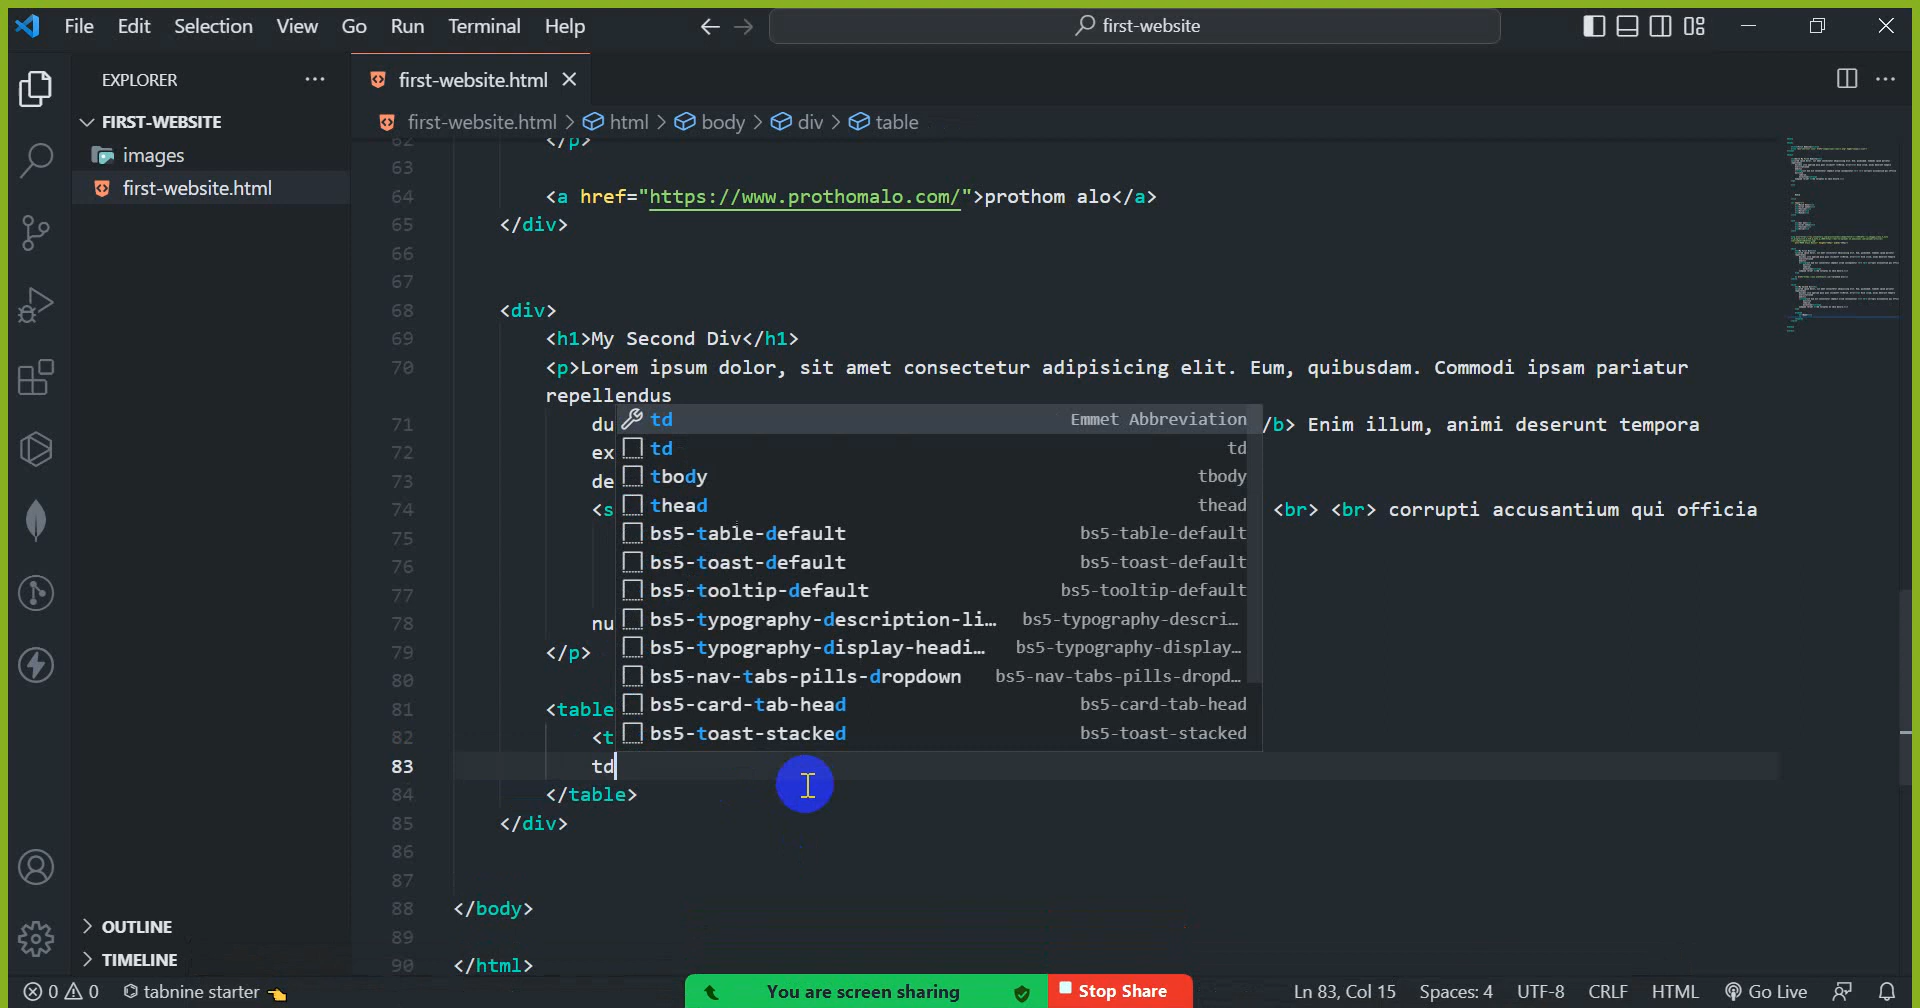 File Edit Selection View Go Run Terminal Help
first-website
EXPLORER
FIRST-WEBSITE
images
first-website.html
OUTLINE
TIMELINE
first-website.html
first-website.html > html > body > div > table
62 </p>
63
64 <a href="https://www.prothomalo.com/">prothom alo</a>
65 </div>
66
67
68 <div>
69 <h1>My Second Div</h1>
70 <p>Lorem ipsum dolor, sit amet consectetur adipisicing elit. Eum, quibusdam. Commodi ipsam pariatur
repellendus
td Emmet Abbreviation
td td
tbody tbody
thead thead
bs5-table-default bs5-table-default
bs5-toast-default bs5-toast-default
bs5-tooltip-default bs5-tooltip-default
bs5-typography-description-li… bs5-typography-descri…
bs5-typography-display-headi… bs5-typography-display…
bs5-nav-tabs-pills-dropdown bs5-nav-tabs-pills-dropd…
bs5-card-tab-head bs5-card-tab-head
bs5-toast-stacked bs5-toast-stacked
71 du /b> Enim illum, animi deserunt tempora
72 ex
73 de
74 <s <br> <br> corrupti accusantium qui officia
75
76
77
78 nu
79 </p>
80
81 <table
82 <t
83 td
84 </table>
85 </div>
86
87
88 </body>
89
90 </html>
0 0 tabnine starter
You are screen sharing Stop Share
Ln 83, Col 15 Spaces: 4 UTF-8 CRLF HTML Go Live